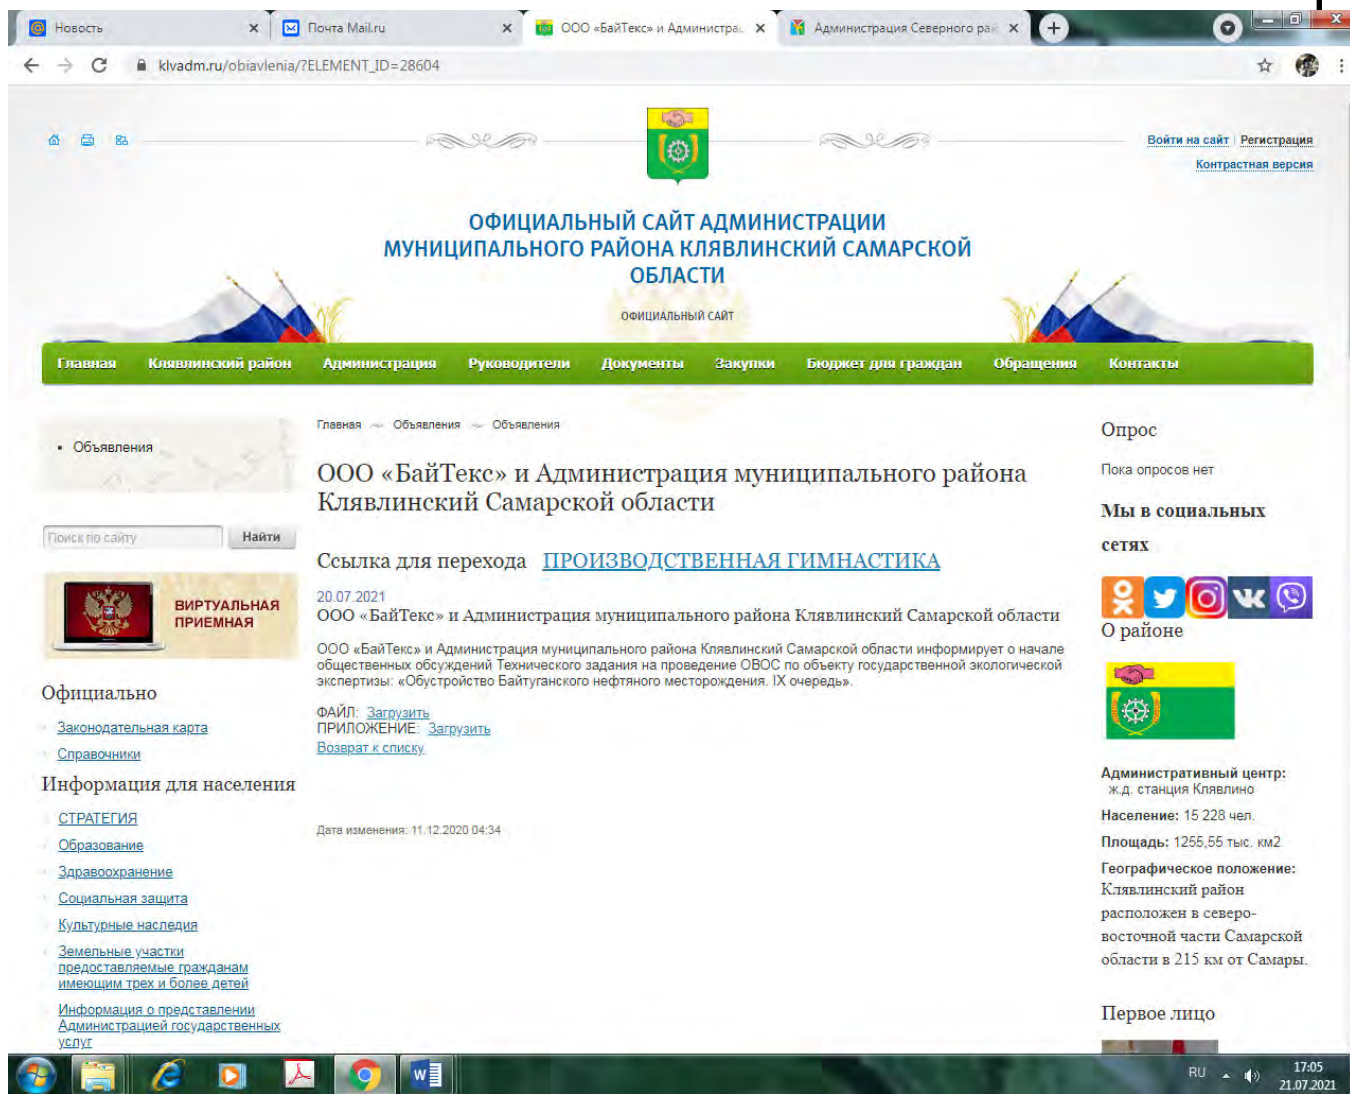 Новость
Почта Mail.ru
ООО «БайТекс» и Админист
Администрация Северного рай
klvadm.ru/obiavlenia/?ELEMENT_ID=28604
Войти на сайт | Регистрация
Контрастная версия
ОФИЦИАЛЬНЫЙ САЙТ АДМИНИСТРАЦИИ
МУНИЦИПАЛЬНОГО РАЙОНА КЛЯВЛИНСКИЙ САМАРСКОЙ
ОБЛАСТИ
ОФИЦИАЛЬНЫЙ САЙТ
Главная Клявлинский район Администрация Руководители Документы Закупки Бюджет для граждан Обращения Контакты
• Объявления
Поиск по сайту Найти
ВИРТУАЛЬНАЯ
ПРИЕМНАЯ
Официально
Законодательная карта
Справочники
Информация для населения
СТРАТЕГИЯ
Образование
Здравоохранение
Социальная защита
Культурные наследия
Земельные участки
предоставляемые гражданам
имеющим трех и более детей
Информация о представлении
Администрацией государственных
услуг
Главная Объявления Объявления
ООО «БайТекс» и Администрация муниципального района
Клявлинский Самарской области
Ссылка для перехода ПРОИЗВОДСТВЕННАЯ ГИМНАСТИКА
20.07.2021
ООО «БайТекс» и Администрация муниципального района Клявлинский Самарской области
ООО «БайТекс» и Администрация муниципального района Клявлинский Самарской области информирует о начале
общественных обсуждений Технического задания на проведение ОВОС по объекту государственной экологической
экспертизы: «Обустройство Байтуганского нефтяного месторождения. IX очередь».
ФАЙЛ: Загрузить
ПРИЛОЖЕНИЕ: Загрузить
Возврат к списку
Дата изменения: 11.12.2020 04:34
Опрос
Пока опросов нет
Мы в социальных
сетях
О районе
Административный центр:
ж.д. станция Клявлино
Население: 15 228 чел.
Площадь: 1255,55 тыс. км2
Географическое положение:
Клявлинский район
расположен в северо-
восточной части Самарской
области в 215 км от Самары.
Первое лицо
RU
17:05
21.07.2021